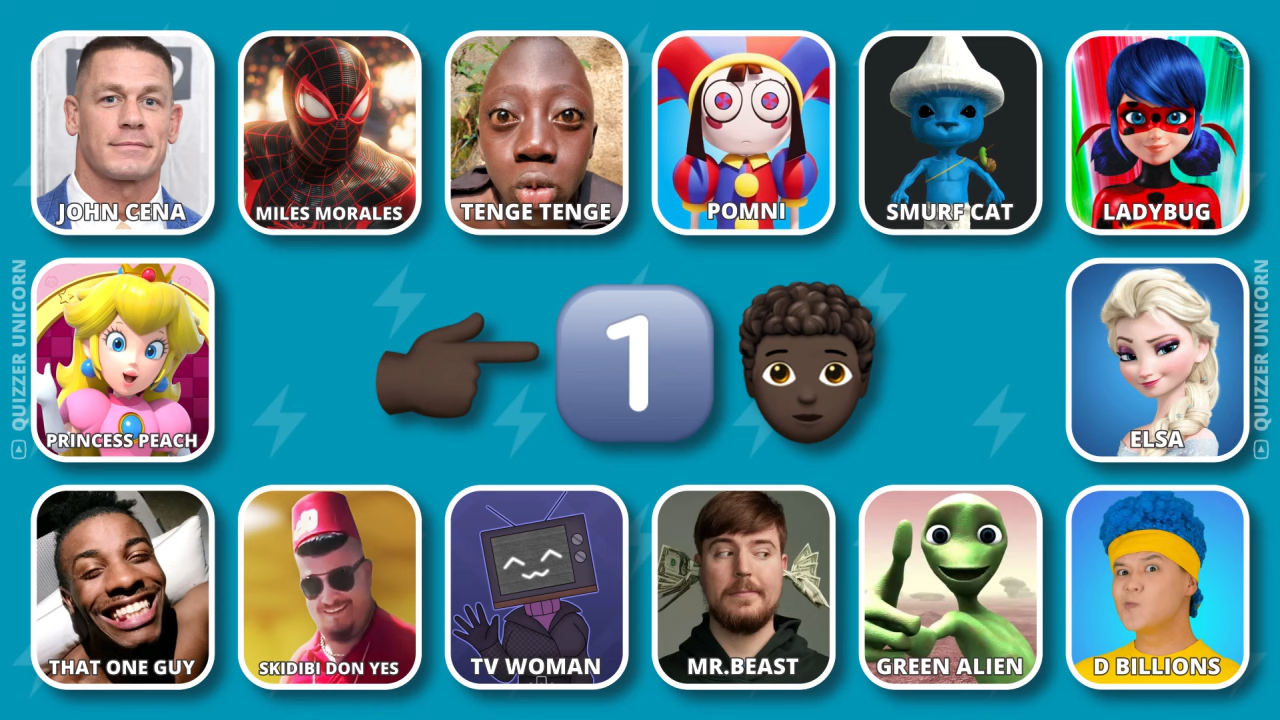 JOHN CENA
MILES MORALES
TENGE TENGE
POMNI
SMURF CAT
LADYBUG
QUIZZER UNICORN
PRINCESS PEACH
1
ELSA
QUIZZER UNICORN
THAT ONE GUY
SKIDIBI DON YES
TV WOMAN
MR.BEAST
GREEN ALIEN
D BILLIONS